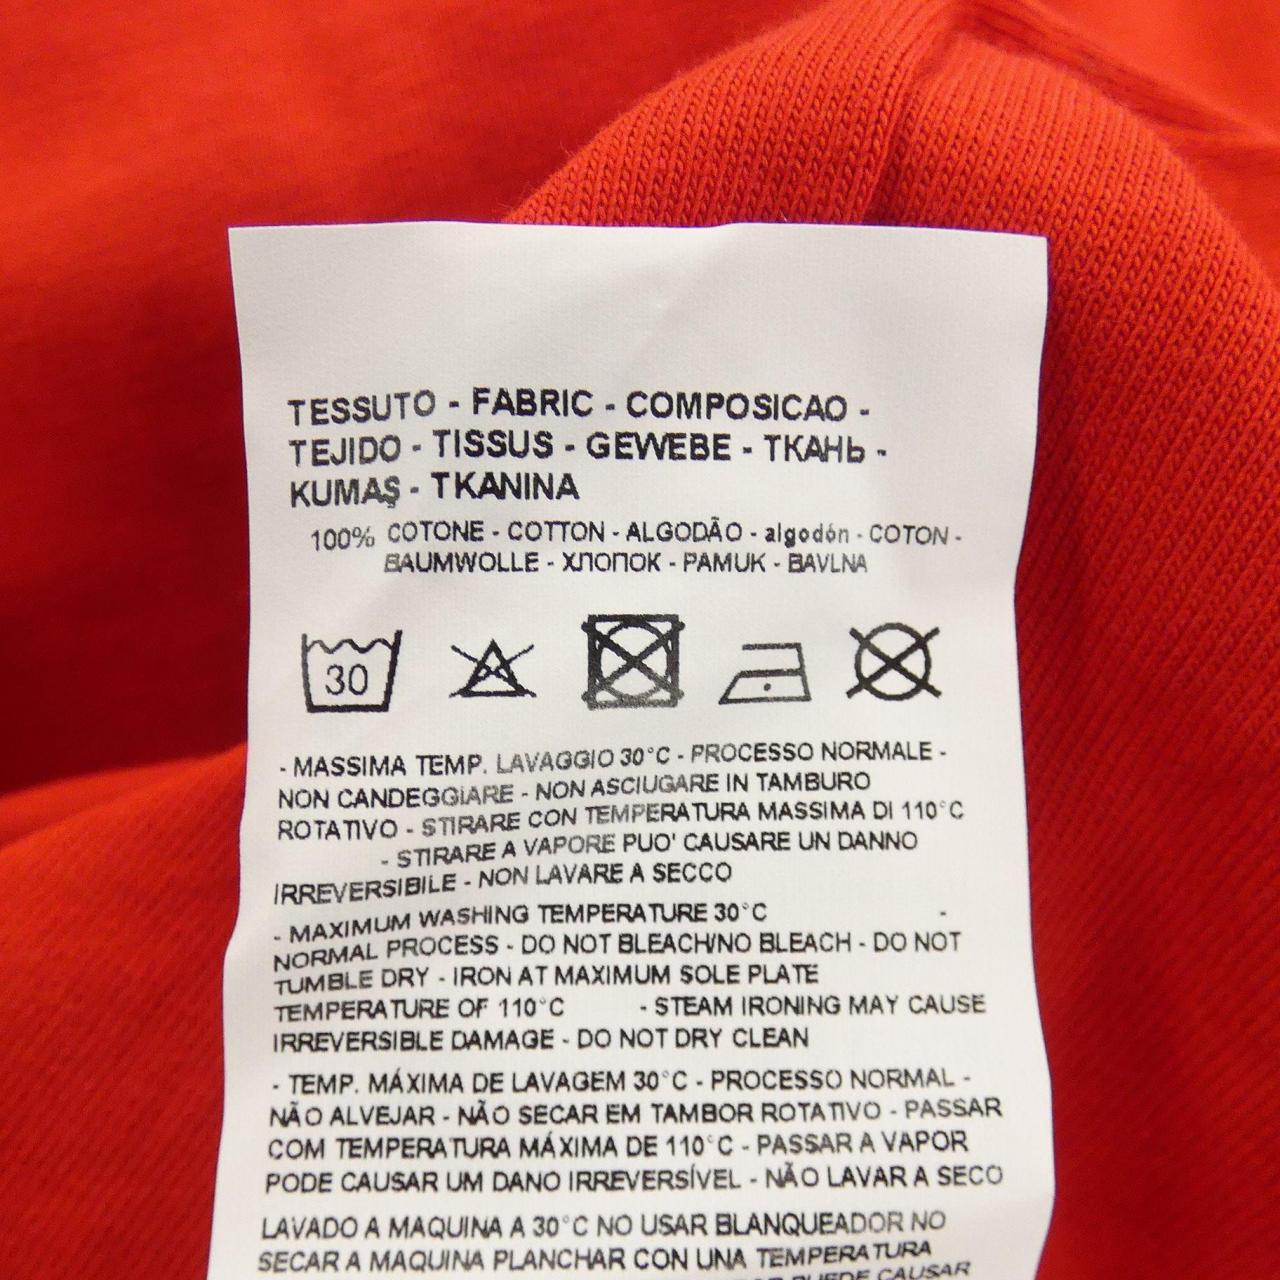 TESSUTO - FABRIC - COMPOSICAO -
TEJIDO - TISSUS - GEWEBE - ТКАНЬ -
KUMAŞ - TKANINA
100% COTONE - COTTON - ALGODÃO - algodón - COTON -
BAUMWOLLE - ХЛОПОК - PAMUK - BAVLNA
30
- MASSIMA TEMP. LAVAGGIO 30°C - PROCESSO NORMALE -
NON CANDEGGIARE - NON ASCIUGARE IN TAMBURO
ROTATIVO - STIRARE CON TEMPERATURA MASSIMA DI 110°C
- STIRARE A VAPORE PUO' CAUSARE UN DANNO
IRREVERSIBILE - NON LAVARE A SECCO
- MAXIMUM WASHING TEMPERATURE 30°C -
NORMAL PROCESS - DO NOT BLEACH/NO BLEACH - DO NOT
TUMBLE DRY - IRON AT MAXIMUM SOLE PLATE
TEMPERATURE OF 110°C - STEAM IRONING MAY CAUSE
IRREVERSIBLE DAMAGE - DO NOT DRY CLEAN
- TEMP. MÁXIMA DE LAVAGEM 30°C - PROCESSO NORMAL -
NÃO ALVEJAR - NÃO SECAR EM TAMBOR ROTATIVO - PASSAR
COM TEMPERATURA MÁXIMA DE 110°C - PASSAR A VAPOR
PODE CAUSAR UM DANO IRREVERSÍVEL - NÃO LAVAR A SECO
LAVADO A MAQUINA A 30°C NO USAR BLANQUEADOR NO
SECAR A MAQUINA PLANCHAR CON UNA TEMPERATURA
PUEDE CAUSAR